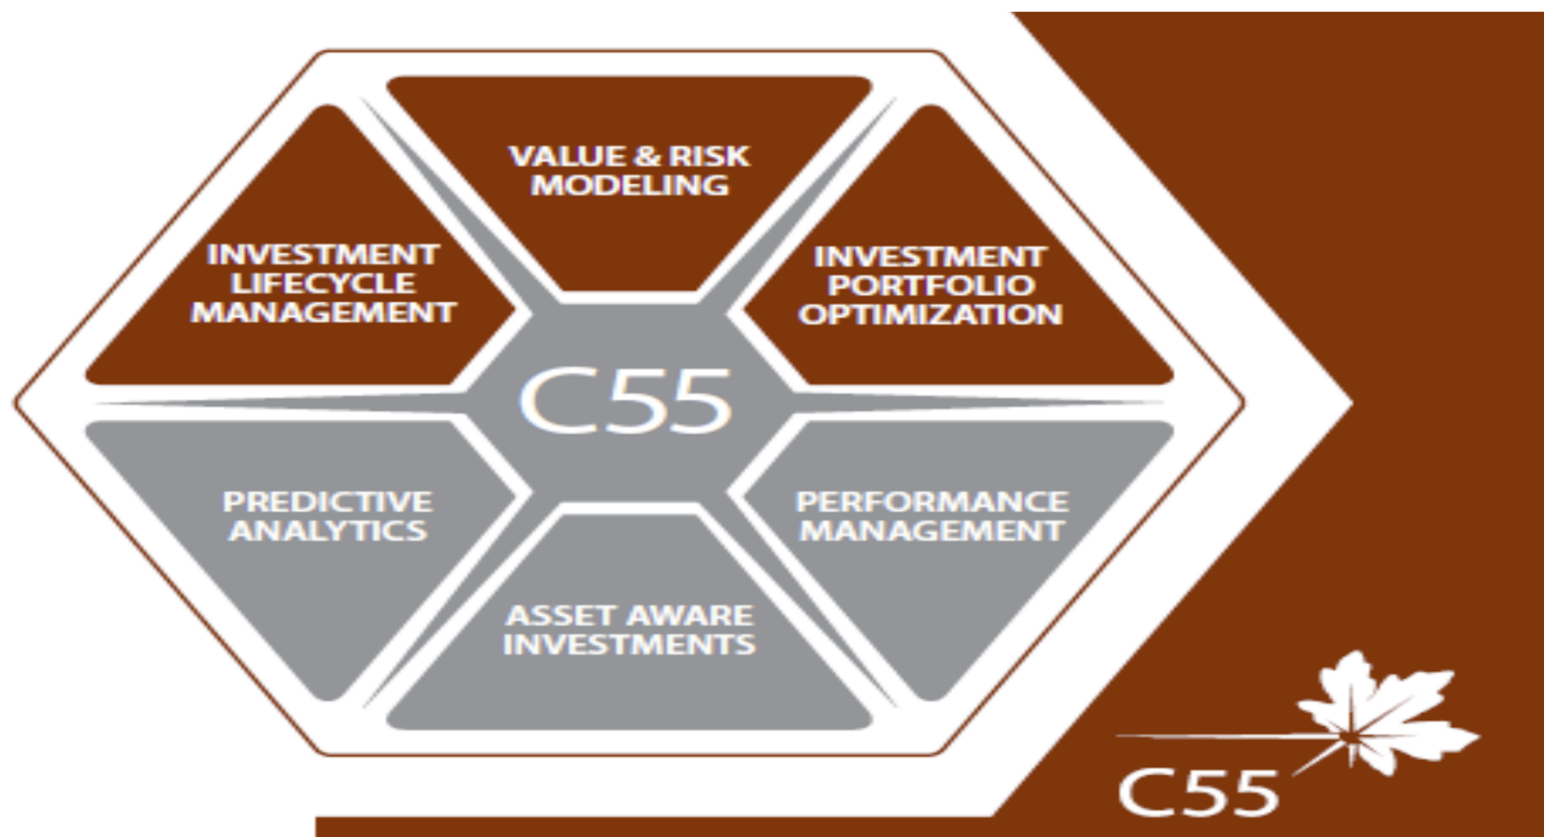 VALUE & RISK
MODELING
INVESTMENT
LIFECYCLE
MANAGEMENT
INVESTMENT
PORTFOLIO
OPTIMIZATION
C55
PREDICTIVE
ANALYTICS
PERFORMANCE
MANAGEMENT
ASSET AWARE
INVESTMENTS
C55